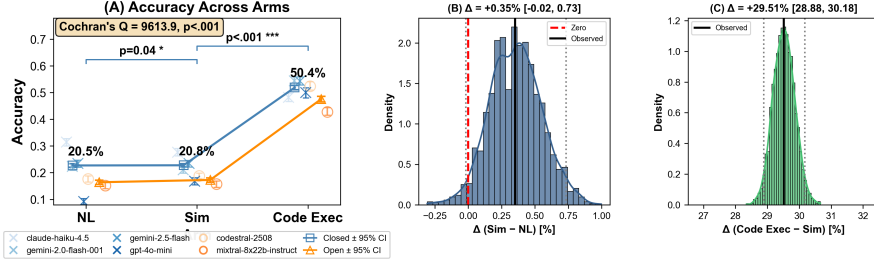 (A) Accuracy Across Arms
Cochran's Q = 9613.9, p<.001
p=0.04 *
p<.001 ***
20.5%
20.8%
50.4%
Accuracy
0.7
0.6
0.5
0.4
0.3
0.2
0.1
NL
Sim
Code Exec
claude-haiku-4.5
gemini-2.0-flash-001
gemini-2.5-flash
gpt-4o-mini
codestral-2508
mixtral-8x22b-instruct
Closed ± 95% CI
Open ± 95% CI
(B) Δ = +0.35% [-0.02, 0.73]
Zero
Observed
Density
2.0
1.5
1.0
0.5
0.0
−0.25
0.00
0.25
0.50
0.75
1.00
Δ (Sim − NL) [%]
(C) Δ = +29.51% [28.88, 30.18]
Observed
Density
1.2
1.0
0.8
0.6
0.4
0.2
0.0
27
28
29
30
31
32
Δ (Code Exec − Sim) [%]